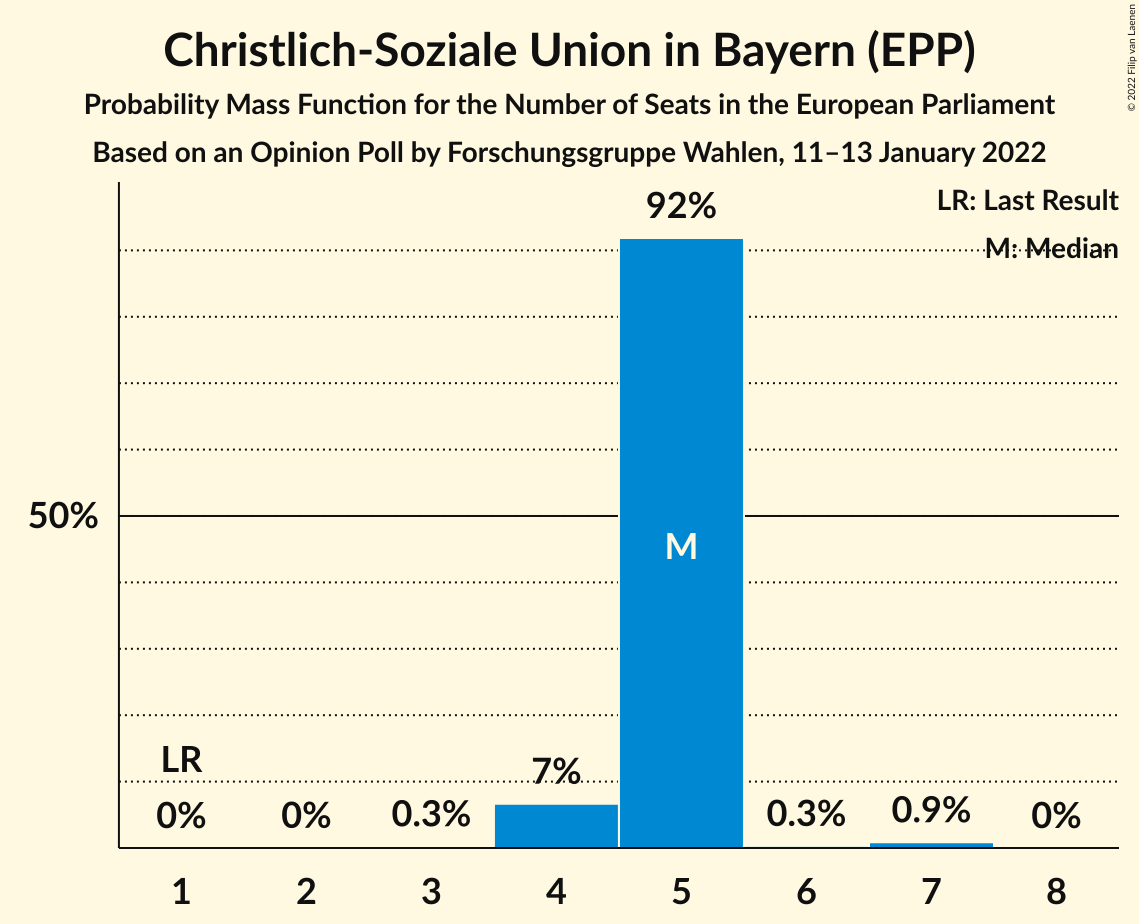 Christlich-Soziale Union in Bayern (EPP)
Probability Mass Function for the Number of Seats in the European Parliament
Based on an Opinion Poll by Forschungsgruppe Wahlen, 11–13 January 2022
© 2022 Filip van Laenen
LR: Last Result
M: Median
92%
50%
M
LR
7%
0% 0% 0.3% 0.3% 0.9% 0%
1 2 3 4 5 6 7 8